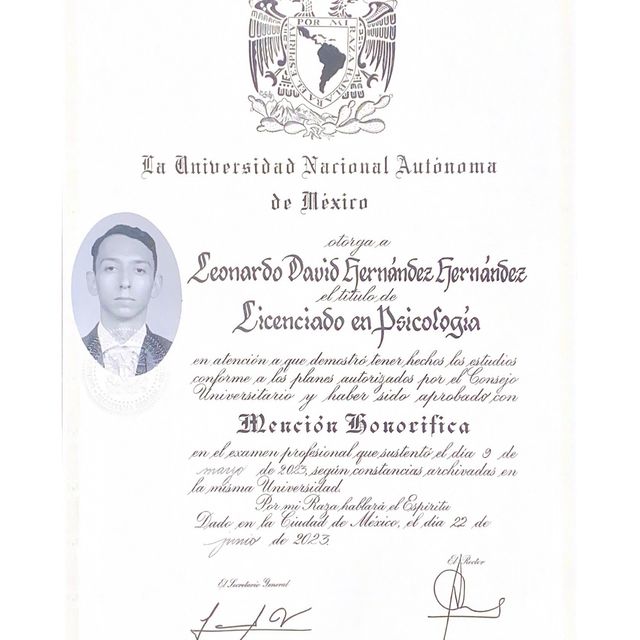 POR MI RAZA HABLARÁ EL ESPÍRITU
La Universidad Nacional Autónoma
de México
otorga a
Leonardo David Hernández Hernández
el título de
Licenciado en Psicología
en atención a que demostró tener hechos los estudios
conforme a los planes autorizados por el Consejo
Universitario y haber sido aprobado con
Mención Honorífica
en el examen profesional que sustentó el día 9 de
mayo de 2023, según constancias archivadas en
la misma Universidad.
Por mi Raza hablará el Espíritu
Dado en la Ciudad de México, el día 22 de
junio de 2023.
El Rector
El Secretario General